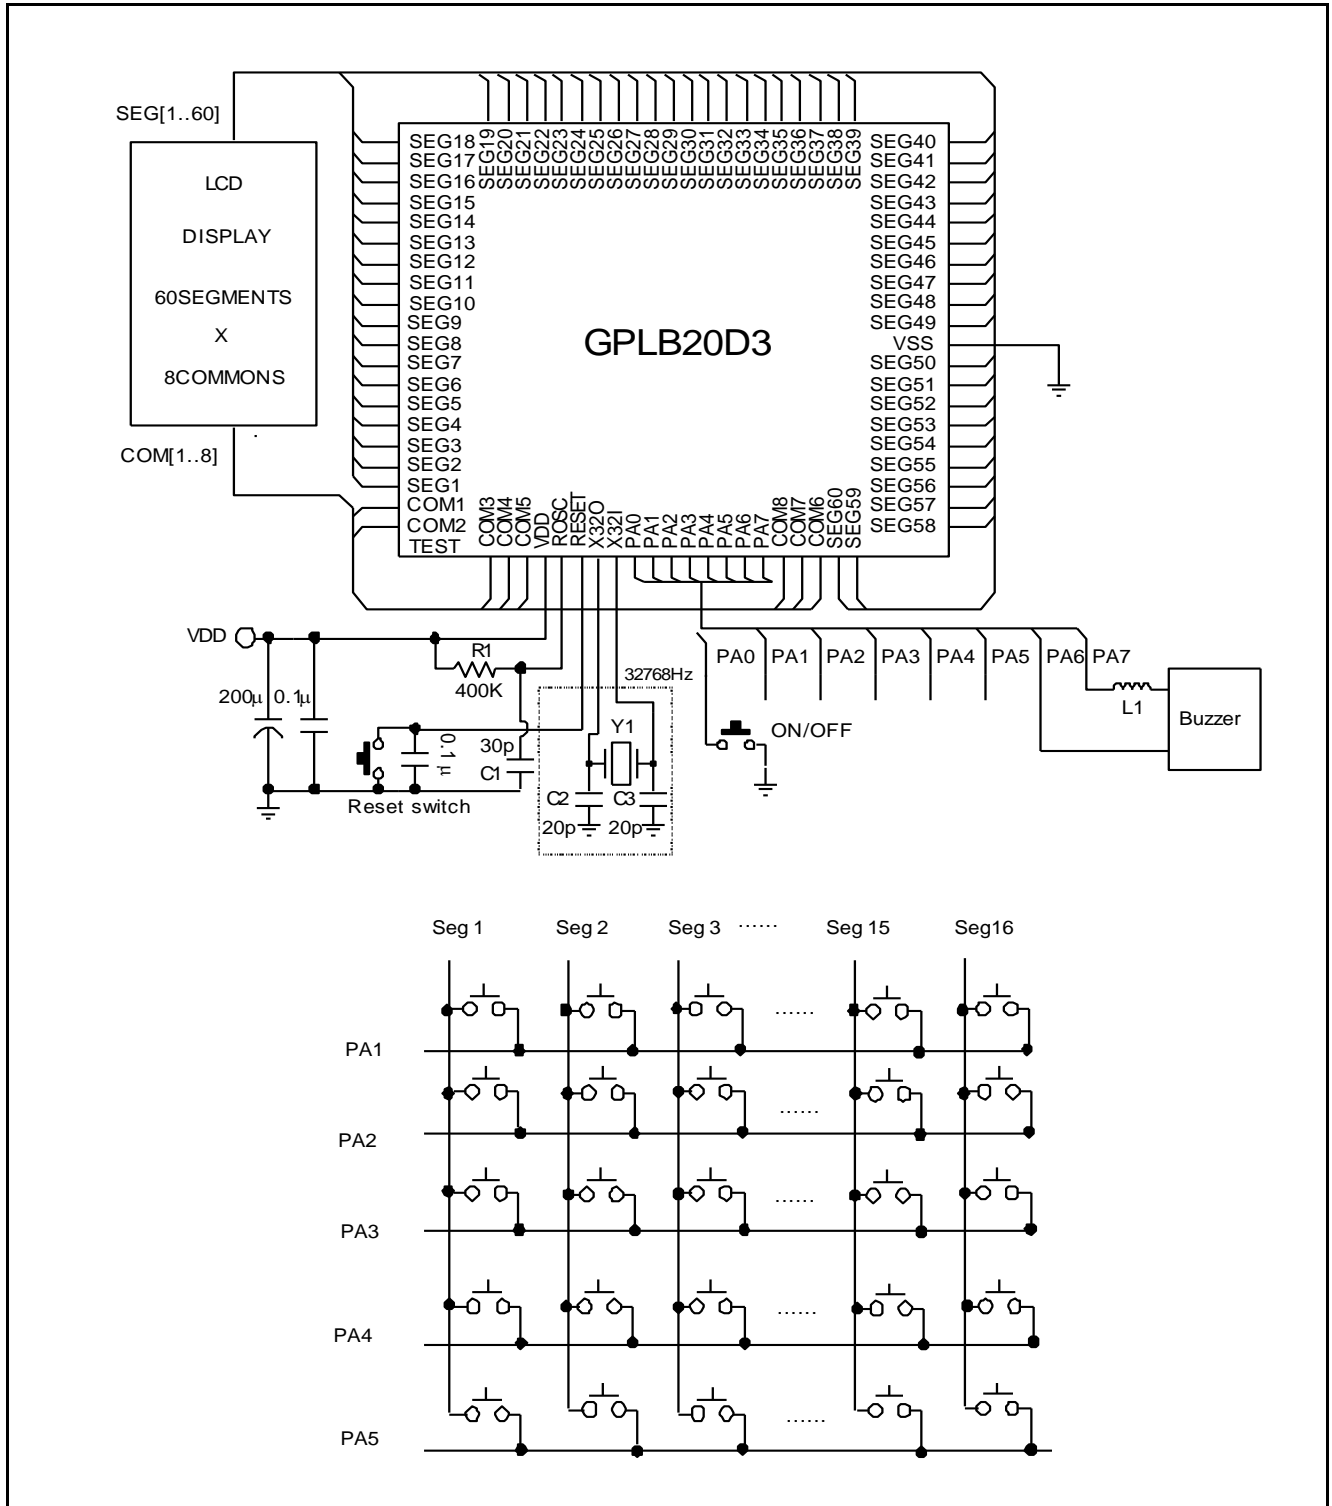 SEG[1..60]
LCD
DISPLAY
60SEGMENTS
X
8COMMONS
COM[1..8]
SEG19
SEG20
SEG21
SEG22
SEG23
SEG24
SEG25
SEG26
SEG27
SEG28
SEG29
SEG30
SEG31
SEG32
SEG33
SEG34
SEG35
SEG36
SEG37
SEG38
SEG39
SEG18
SEG17
SEG16
SEG15
SEG14
SEG13
SEG12
SEG11
SEG10
SEG9
SEG8
SEG7
SEG6
SEG5
SEG4
SEG3
SEG2
SEG1
COM1
COM2
TEST
GPLB20D3
SEG40
SEG41
SEG42
SEG43
SEG44
SEG45
SEG46
SEG47
SEG48
SEG49
VSS
SEG50
SEG51
SEG52
SEG53
SEG54
SEG55
SEG56
SEG57
SEG58
COM3
COM4
COM5
VDD
ROSC
RESET
X32O
X32I
PA0
PA1
PA2
PA3
PA4
PA5
PA6
PA7
COM8
COM7
COM6
SEG60
SEG59
VDD
R1
400K
200μ 0.1μ
0.1μ
30p
C1
Reset switch
32768Hz
Y1
C2 C3
20p 20p
PA0 PA1 PA2 PA3 PA4 PA5 PA6 PA7
ON/OFF
L1
Buzzer
Seg 1 Seg 2 Seg 3 ...... Seg 15 Seg16
......
PA1
......
PA2
......
PA3
......
PA4
......
PA5